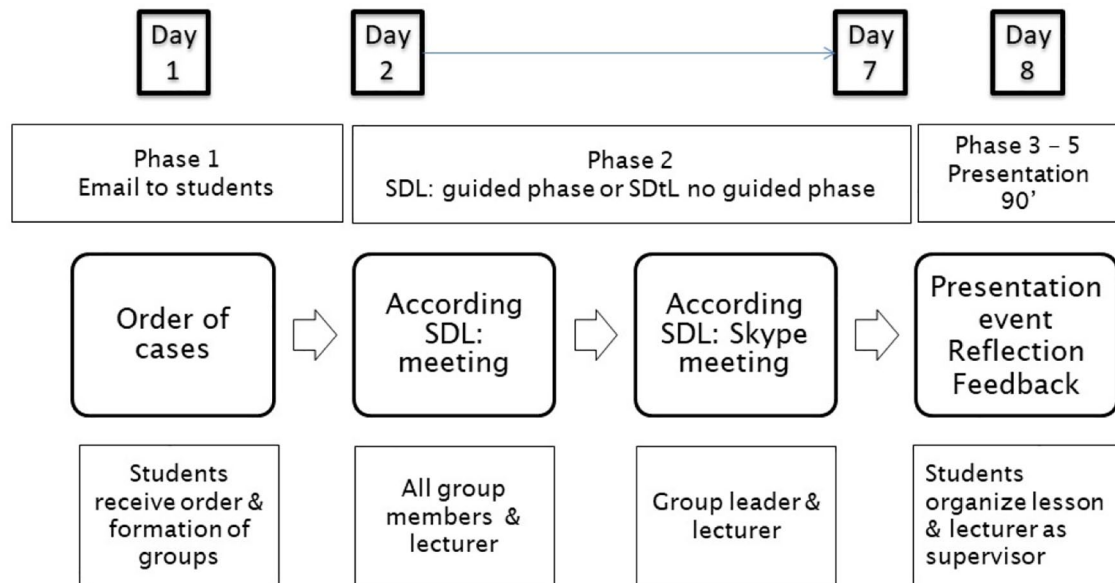 Day
1
Day
2
Day
7
Day
8
Phase 1
Email to students
Phase 2
SDL: guided phase or SDtL no guided phase
Phase 3 – 5
Presentation
90’
Order of
cases
According
SDL:
meeting
According
SDL: Skype
meeting
Presentation
event
Reflection
Feedback
Students
receive order &
formation of
groups
All group
members &
lecturer
Group leader &
lecturer
Students
organize lesson
& lecturer as
supervisor